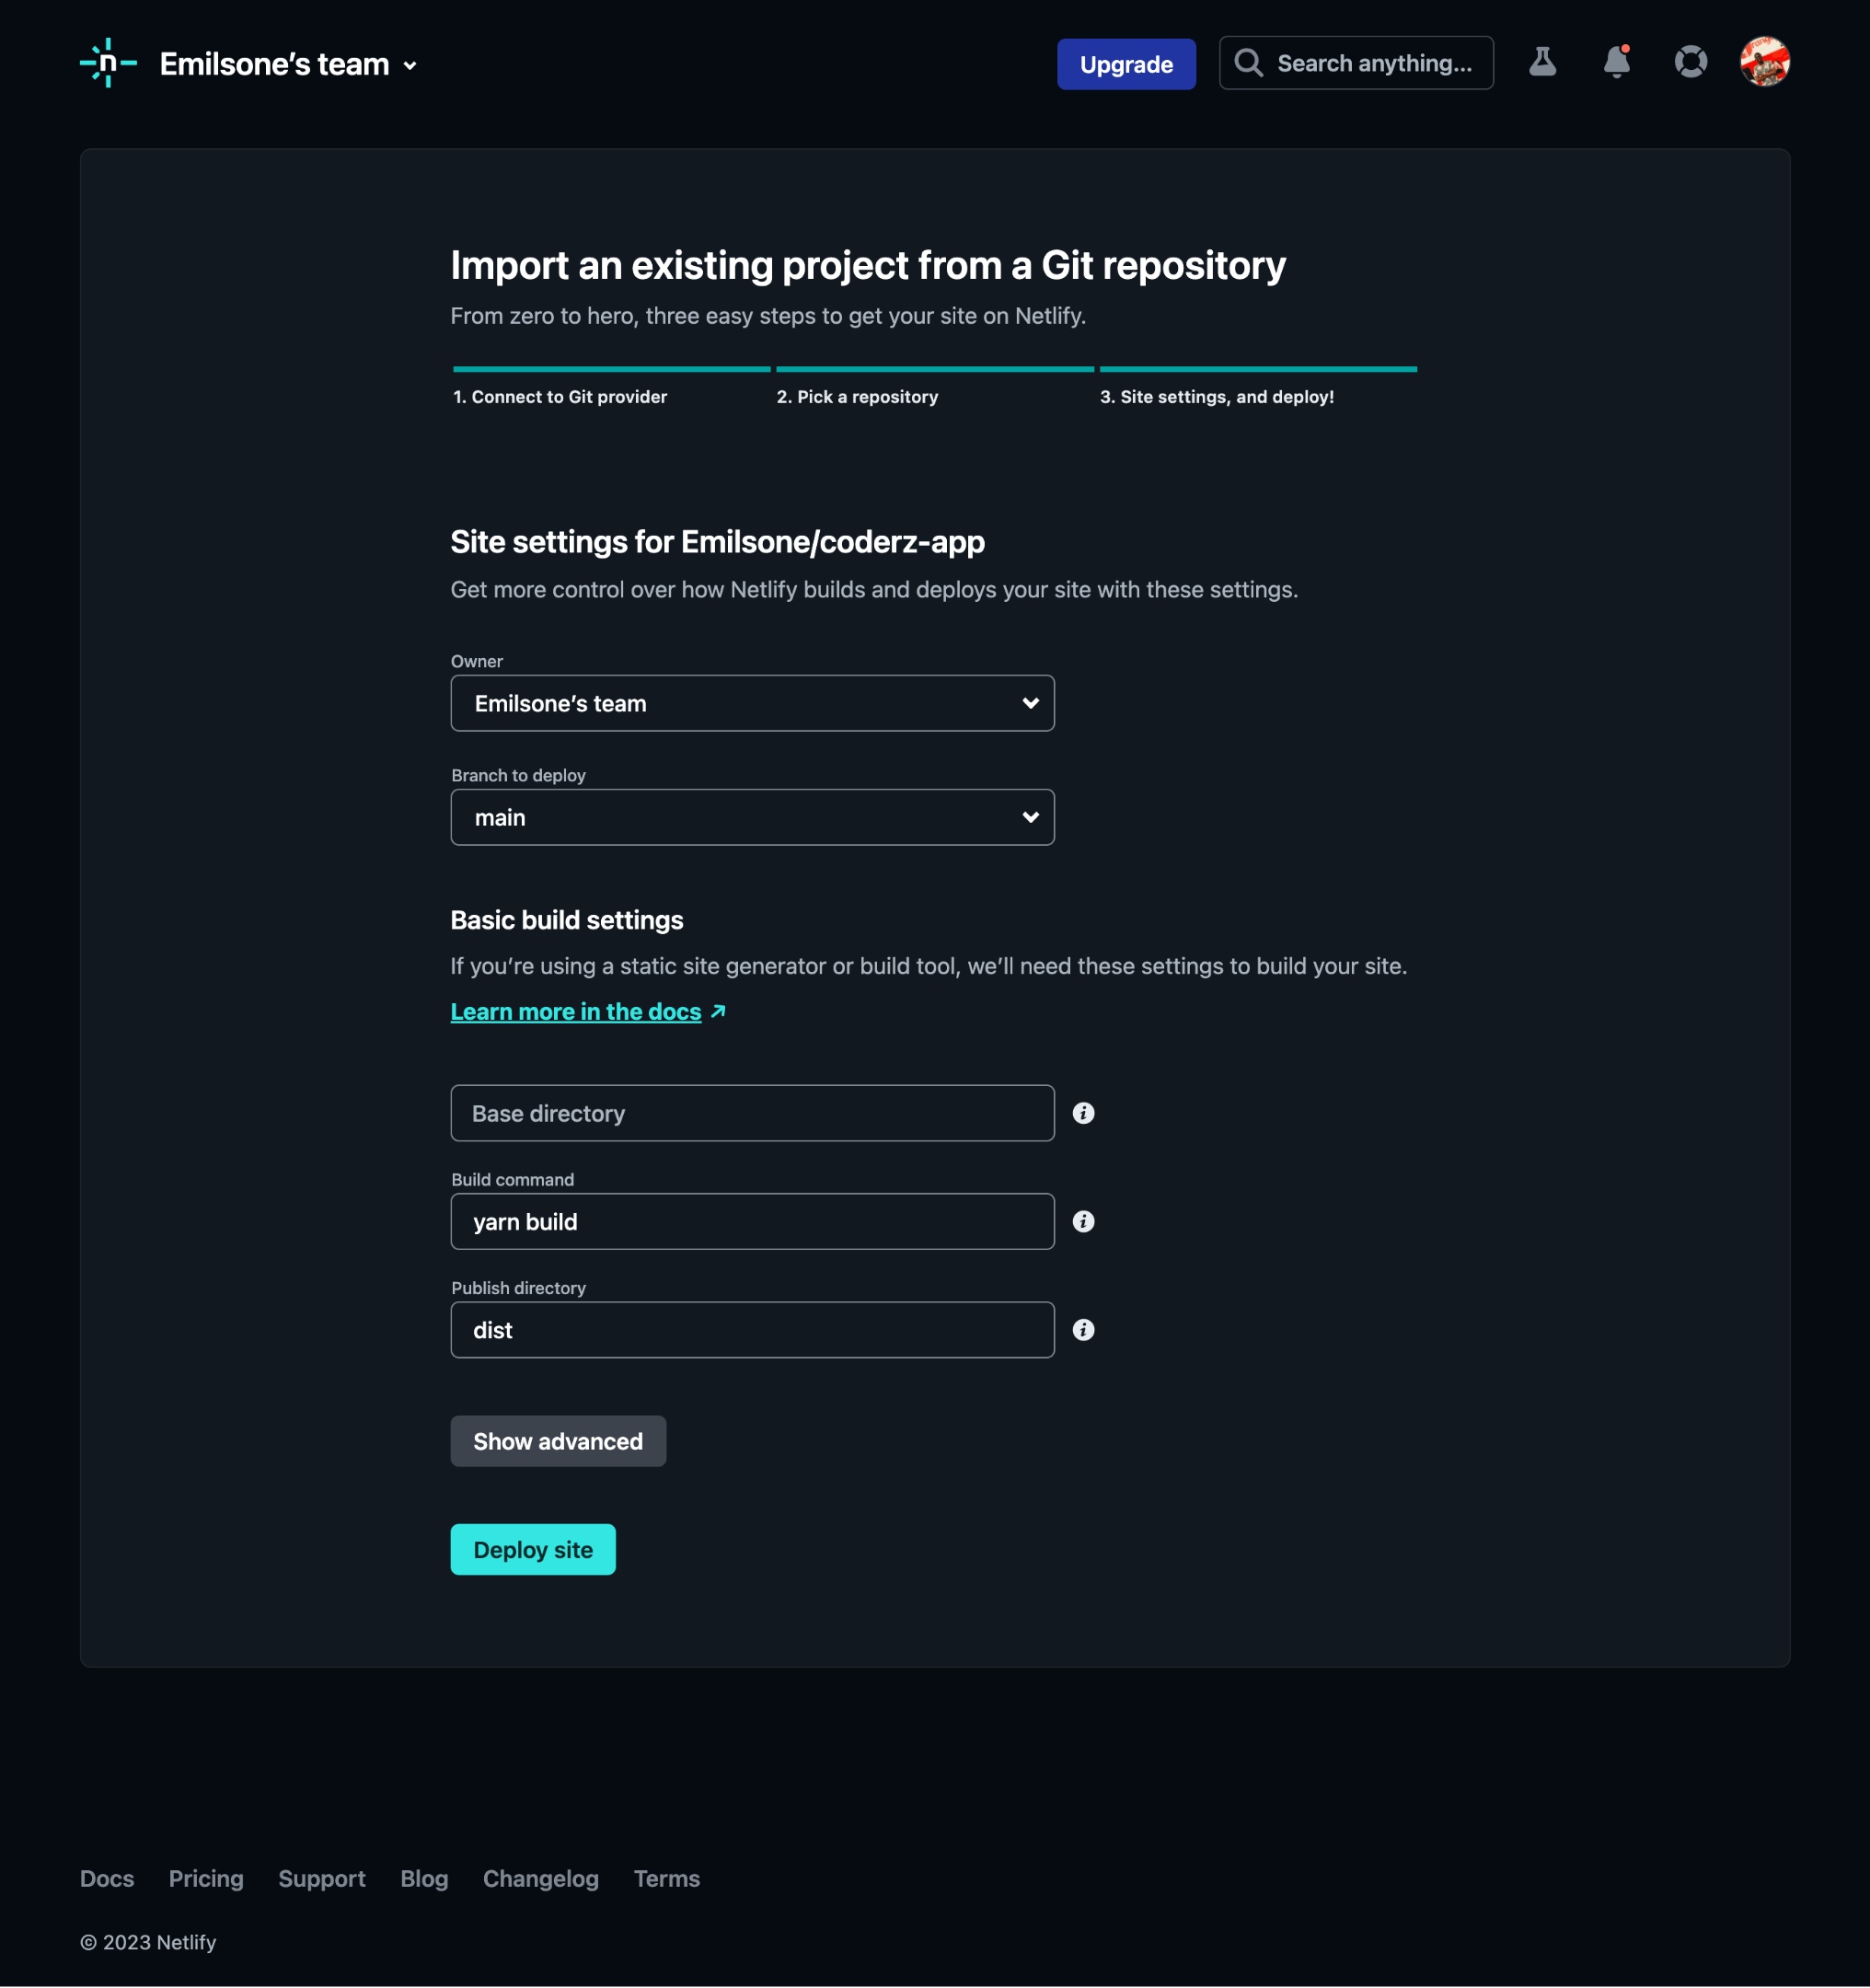 Emilsone’s team
Upgrade
Search anything...
Import an existing project from a Git repository
From zero to hero, three easy steps to get your site on Netlify.
1. Connect to Git provider
2. Pick a repository
3. Site settings, and deploy!
Site settings for Emilsone/coderz-app
Get more control over how Netlify builds and deploys your site with these settings.
Owner
Emilsone’s team
Branch to deploy
main
Basic build settings
If you’re using a static site generator or build tool, we’ll need these settings to build your site.
Learn more in the docs
Base directory
Build command
yarn build
Publish directory
dist
Show advanced
Deploy site
Docs Pricing Support Blog Changelog Terms
© 2023 Netlify